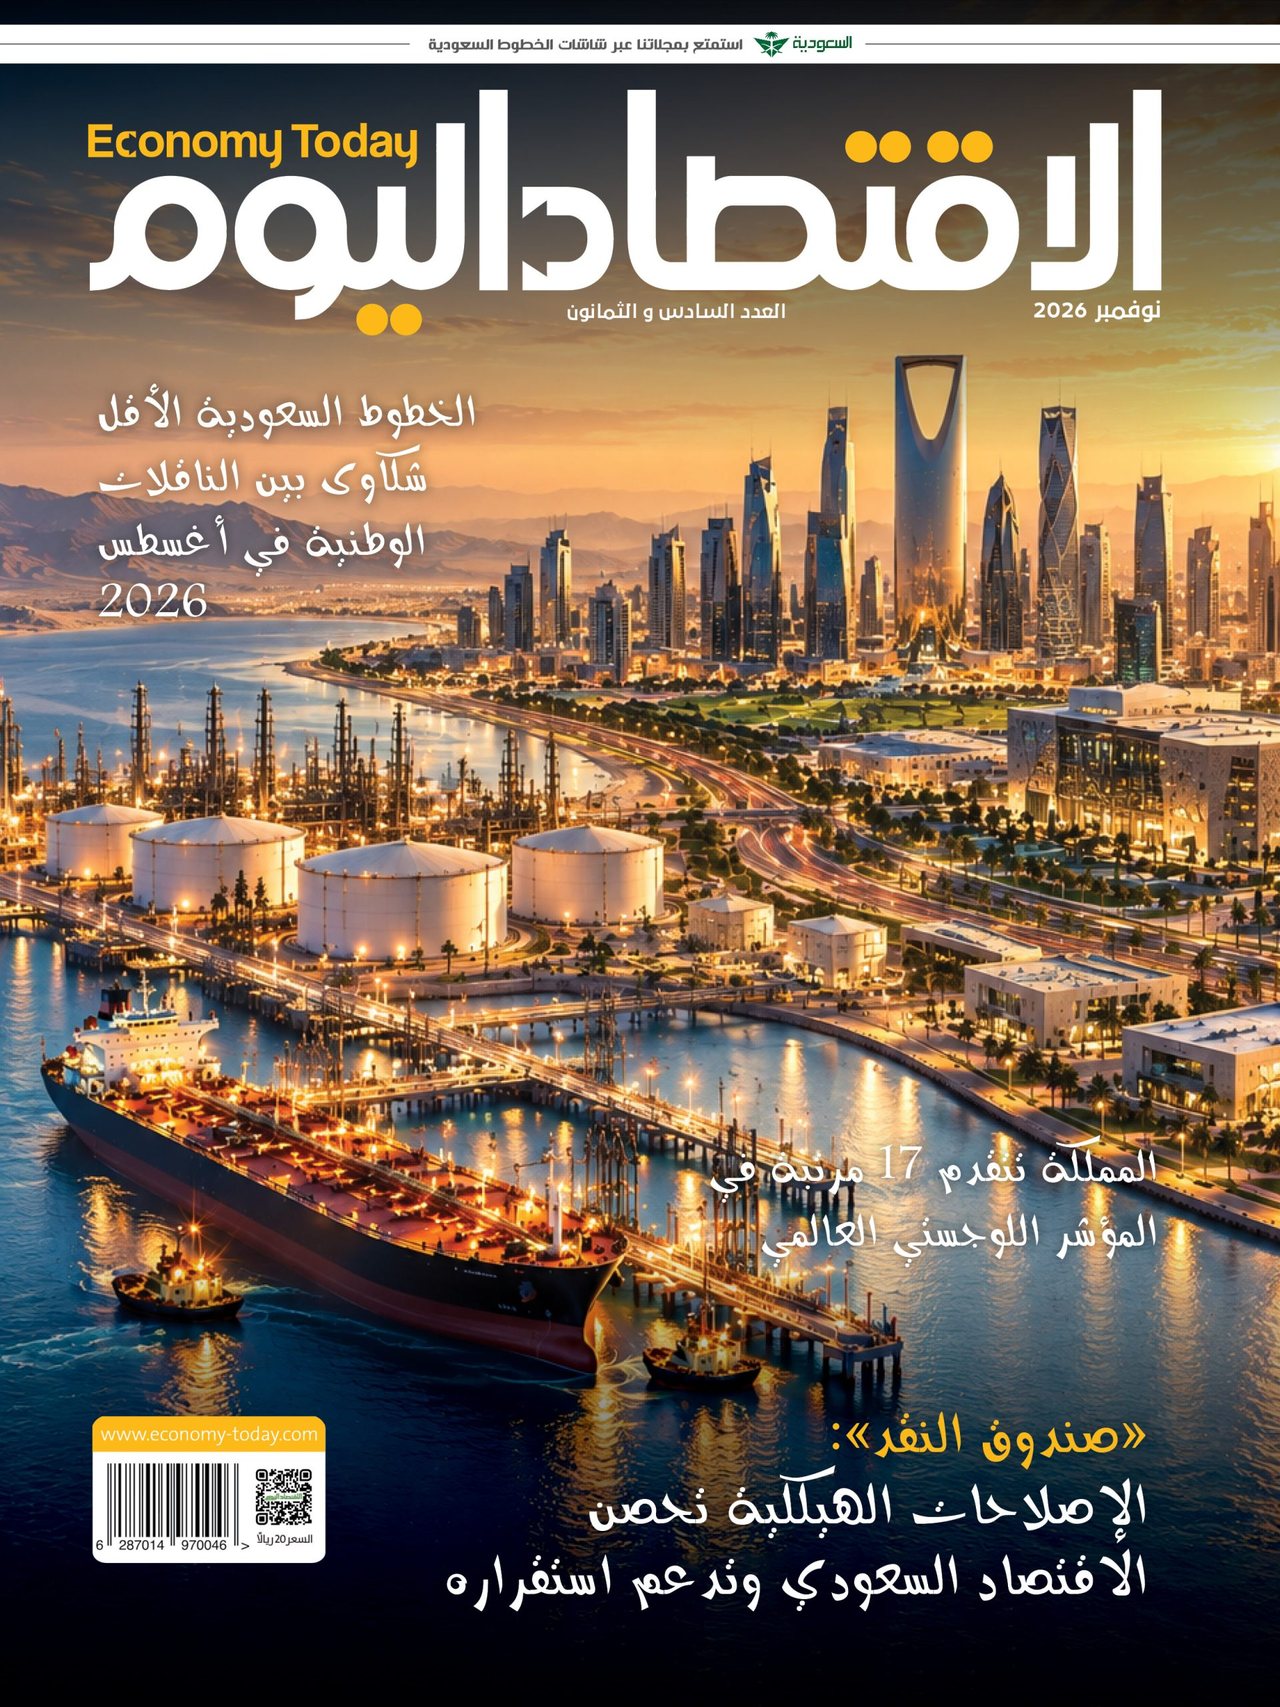 السعودية استمتع بمجلاتنا عبر شاشات الخطوط السعودية
Economy Today
الاقتصاد اليوم
نوفمبر 2026
العدد السادس و الثمانون
الخطوط السعودية الأقل
شكاوى بين الناقلات
الوطنية في أغسطس
2026
المملكة تتقدم 17 مرتبة في
المؤشر اللوجستي العالمي
«صندوق النقد»:
الإصلاحات الهيكلية تحصن
الاقتصاد السعودي وتدعم استقراره
www.economy-today.com
السعر 20 ريالاً
6 287014 970046 >